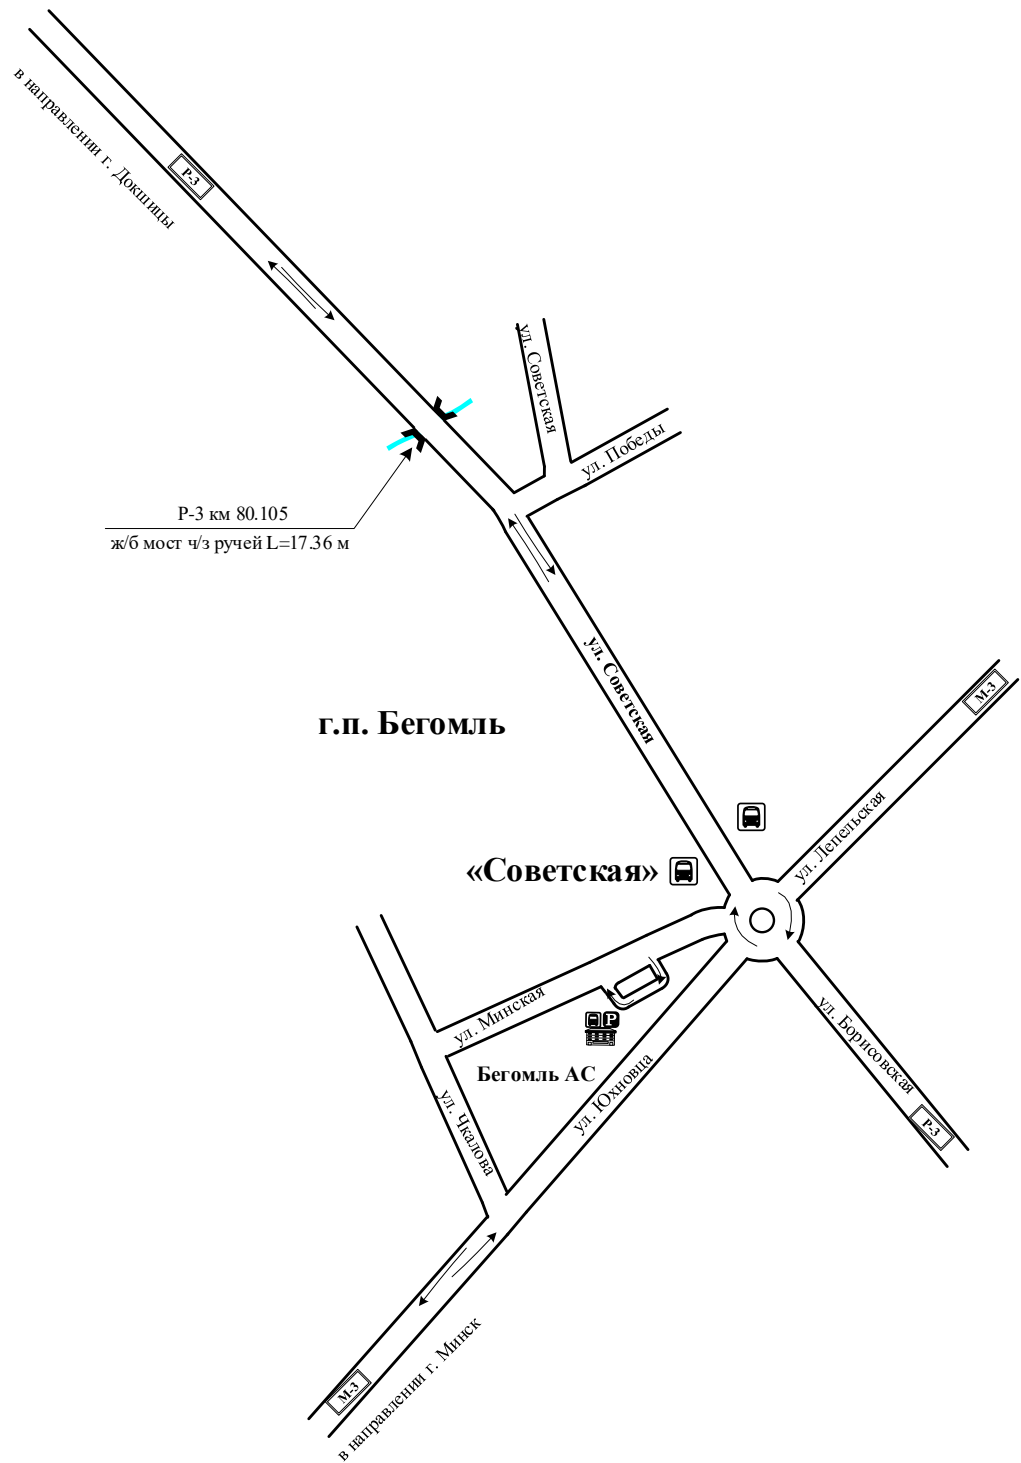 в направлении г. Докшицы
Р-3
ул. Советская
ул. Победы
Р-3 км 80.105
ж/б мост ч/з ручей L=17.36 м
ул. Советская
М-3
г.п. Бегомль
ул. Лепельская
«Советская»
ул. Минская
P
Бегомль АС
ул. Борисовская
ул. Юхновца
ул. Чкалова
Р-3
М-3
в направлении г. Минск